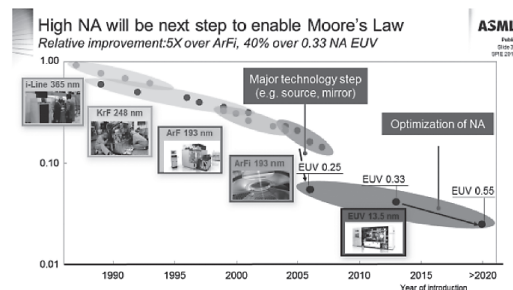 High NA will be next step to enable Moore's Law
Relative improvement:5X over ArFi, 40% over 0.33 NA EUV
ASML
Slide
1.00
i-Line 365 nm
KrF 248 nm
ArF 193 nm
ArFi 193 nm
Major technology step
(e.g. source, mirror)
Optimization of NA
0.10
EUV 0.25
EUV 0.33
EUV 0.55
EUV 13.5 nm
0.01
1990
1995
2000
2005
2010
2015
>2020
Year of introduction